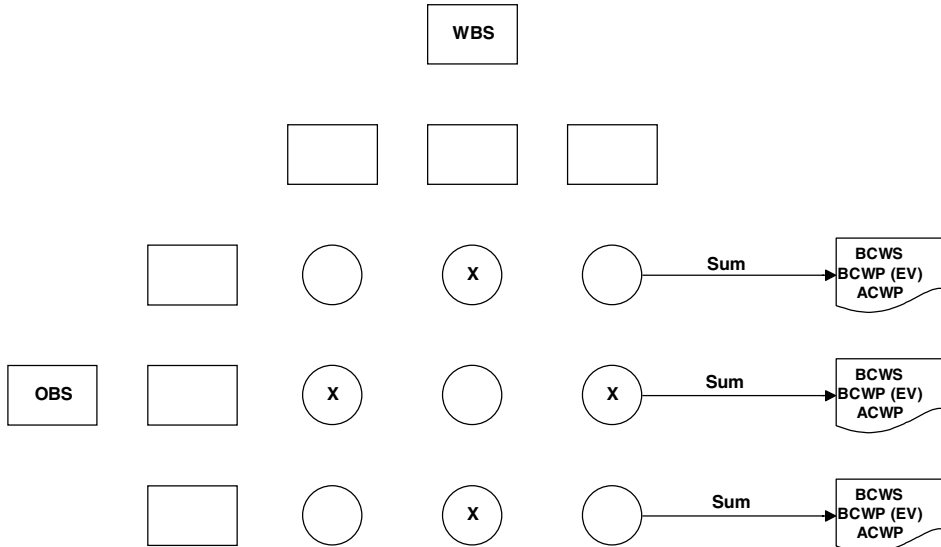 WBS
X
Sum
BCWS
BCWP (EV)
ACWP
OBS
X
X
Sum
BCWS
BCWP (EV)
ACWP
X
Sum
BCWS
BCWP (EV)
ACWP